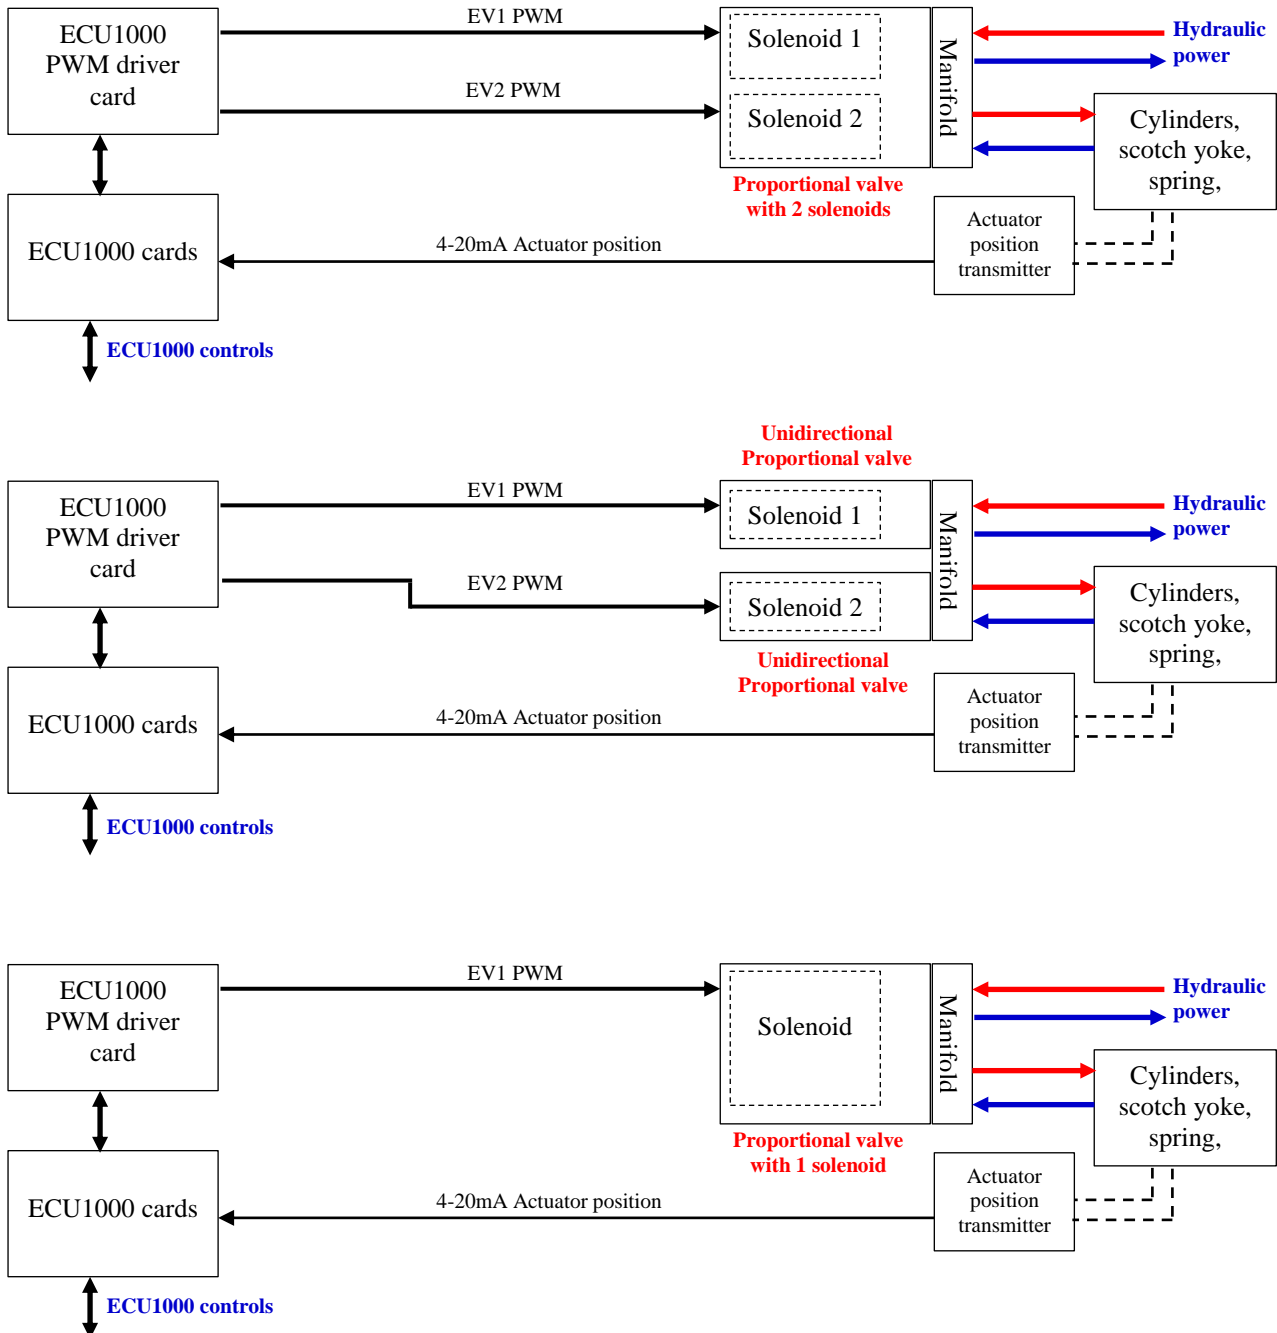 EV1 PWM
ECU1000
PWM driver
card
Solenoid 1
Manifold
Hydraulic
power
EV2 PWM
Solenoid 2
Cylinders,
scotch yoke,
spring,
Proportional valve
with 2 solenoids
Actuator
position
transmitter
4-20mA Actuator position
ECU1000 cards
ECU1000 controls
Unidirectional
Proportional valve
EV1 PWM
ECU1000
PWM driver
card
Solenoid 1
Manifold
Hydraulic
power
EV2 PWM
Solenoid 2
Cylinders,
scotch yoke,
spring,
Unidirectional
Proportional valve
Actuator
position
transmitter
4-20mA Actuator position
ECU1000 cards
ECU1000 controls
EV1 PWM
ECU1000
PWM driver
card
Solenoid
Manifold
Hydraulic
power
Cylinders,
scotch yoke,
spring,
Proportional valve
with 1 solenoid
Actuator
position
transmitter
4-20mA Actuator position
ECU1000 cards
ECU1000 controls